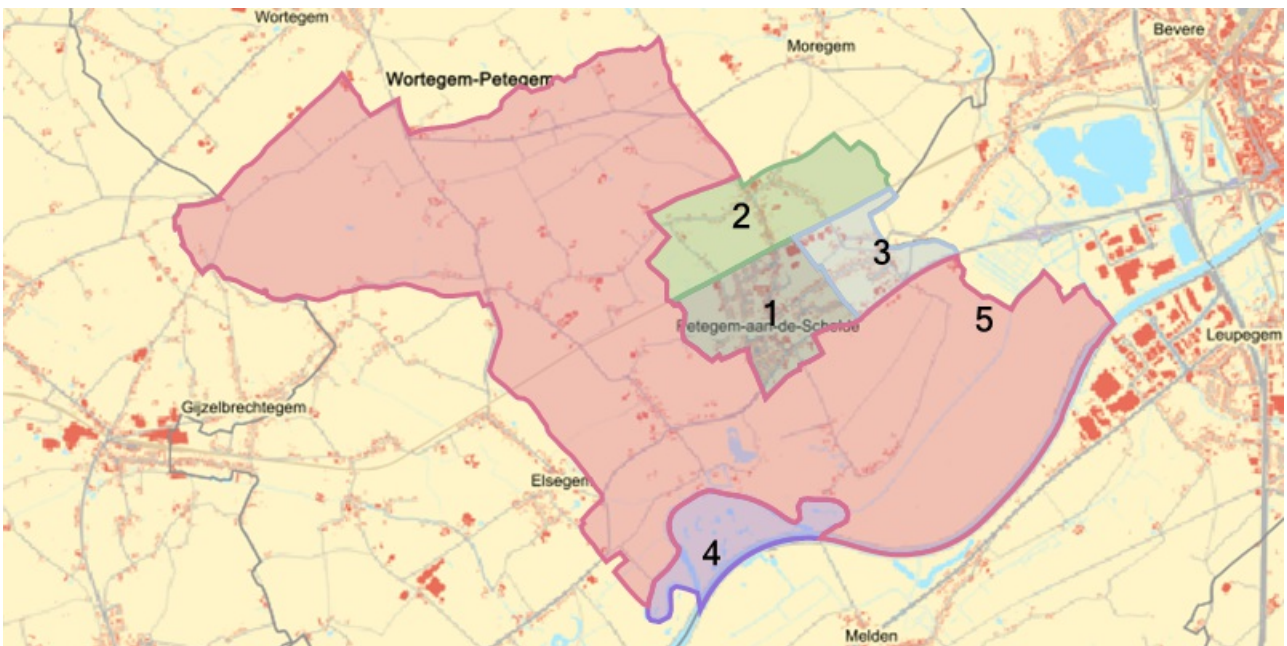 Wortegem
Bevere
Moregem
Wortegem-Petegem
2
3
1
Petegem-aan-de-Schelde
5
Leupegem
Gijzelbrechtegem
Elsegem
4
Melden